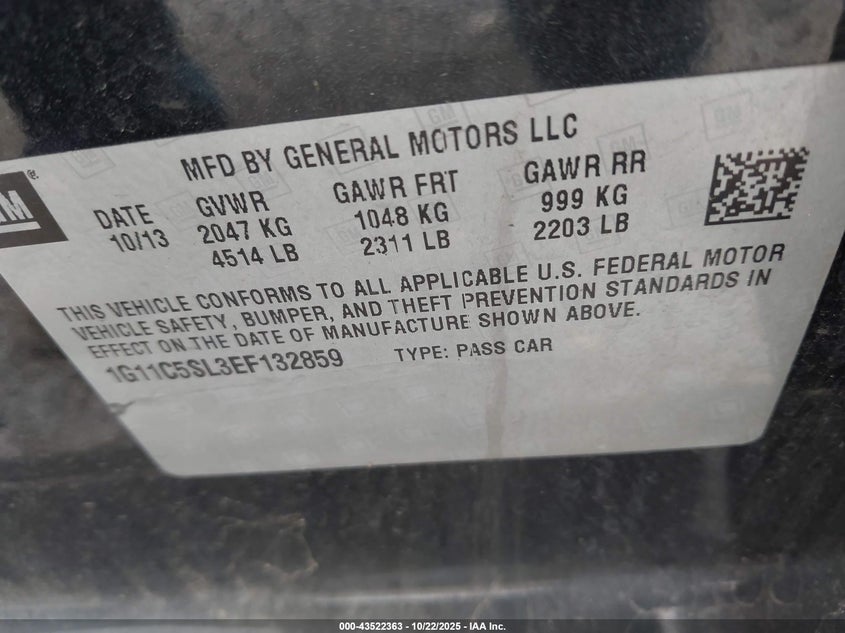 MFD BY GENERAL MOTORS LLC
GM
DATE GVWR GAWR FRT GAWR RR
10/13 2047 KG 1048 KG 999 KG
4514 LB 2311 LB 2203 LB
THIS VEHICLE CONFORMS TO ALL APPLICABLE U.S. FEDERAL MOTOR
VEHICLE SAFETY, BUMPER, AND THEFT PREVENTION STANDARDS IN
EFFECT ON THE DATE OF MANUFACTURE SHOWN ABOVE.
1G11C5SL3EF132859 TYPE: PASS CAR
000-43522363 - 10/22/2025 - IAA Inc.